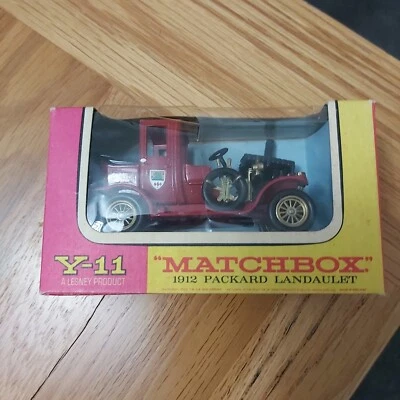 Y-11
A LESNEY PRODUCT
"MATCHBOX"
1912 PACKARD LANDAULET